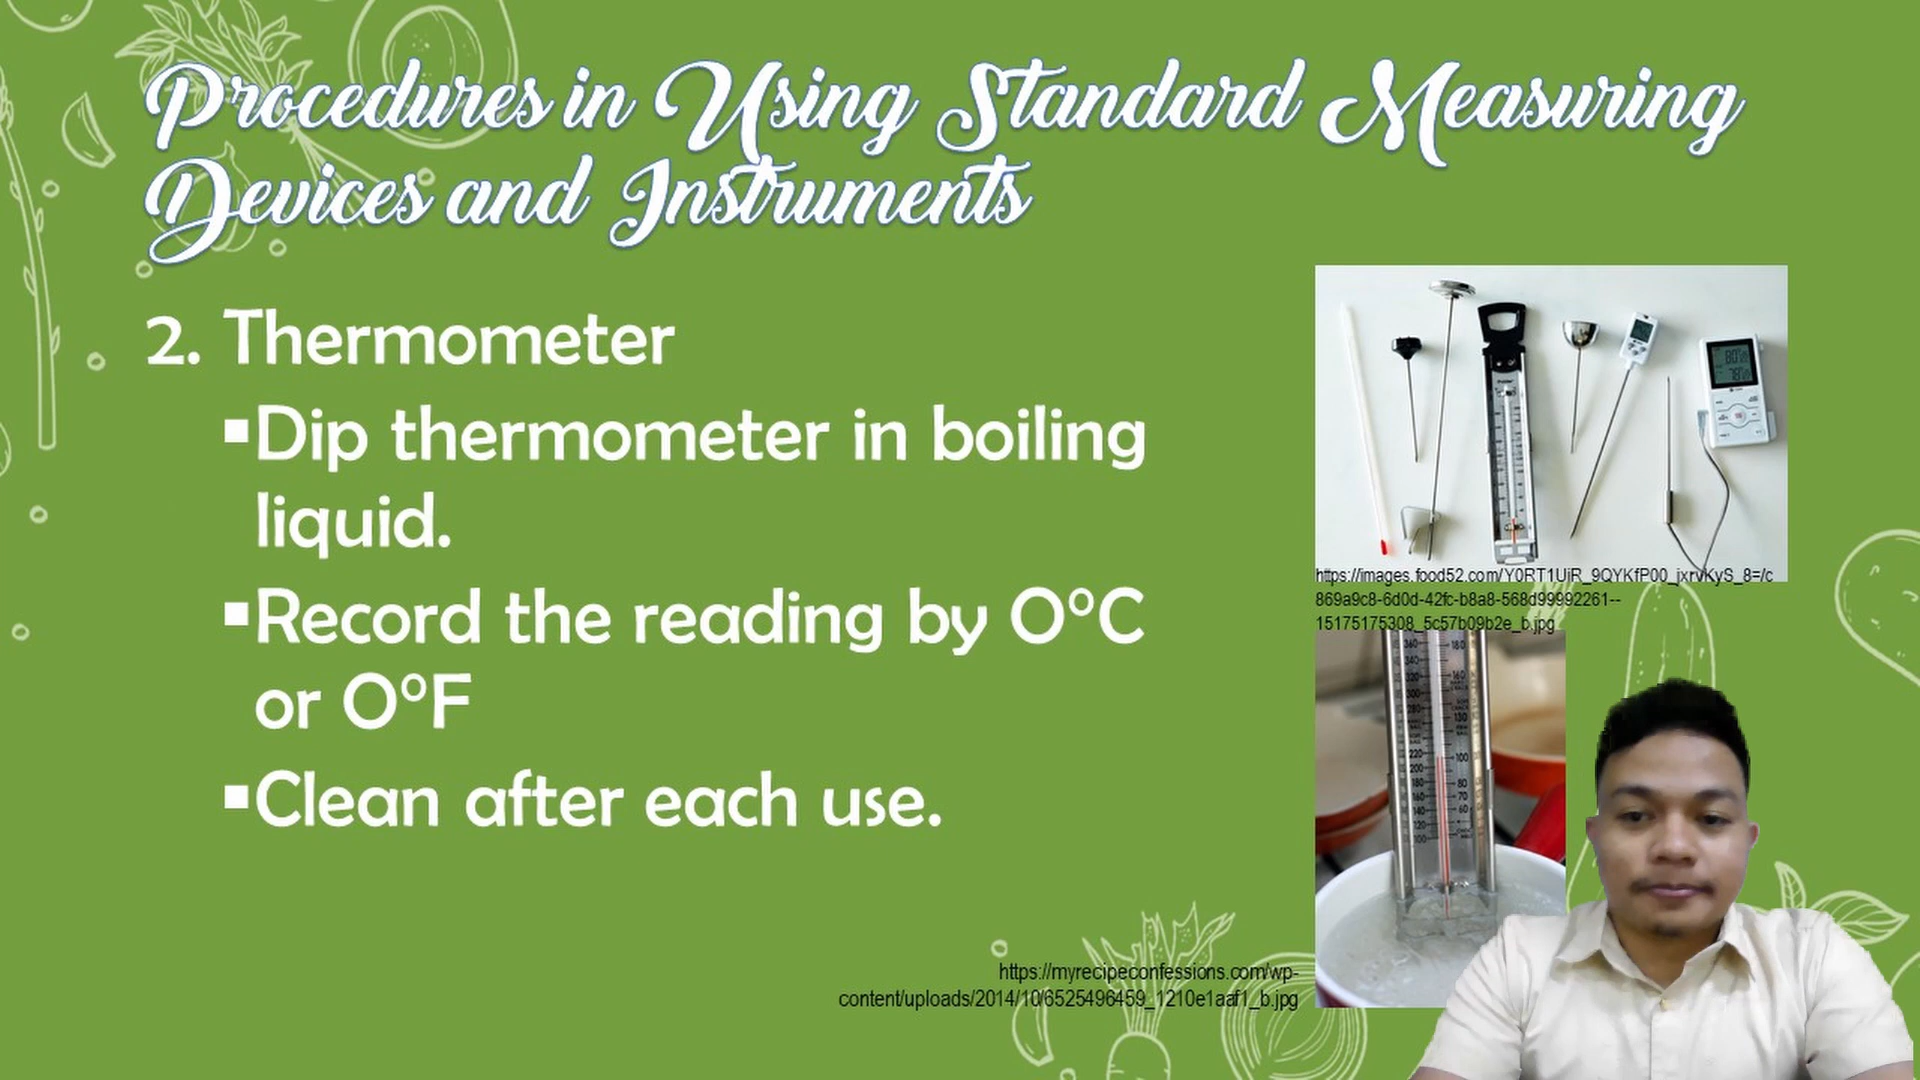 Procedures in Using Standard Measuring
Devices and Instruments
2. Thermometer
▪Dip thermometer in boiling
liquid.
▪Record the reading by O°C
or O°F
▪Clean after each use.
https://images.food52.com/Y0RT1UiR_9QYKfP00_jxrvKyS_8=/c
869a9c8-6d0d-42fc-b8a8-568d99992261--
15175175308_5c57b09b2e_b.jpg
https://myrecipeconfessions.com/wp-
content/uploads/2014/10/6525496459_1210e1aaf1_b.jpg